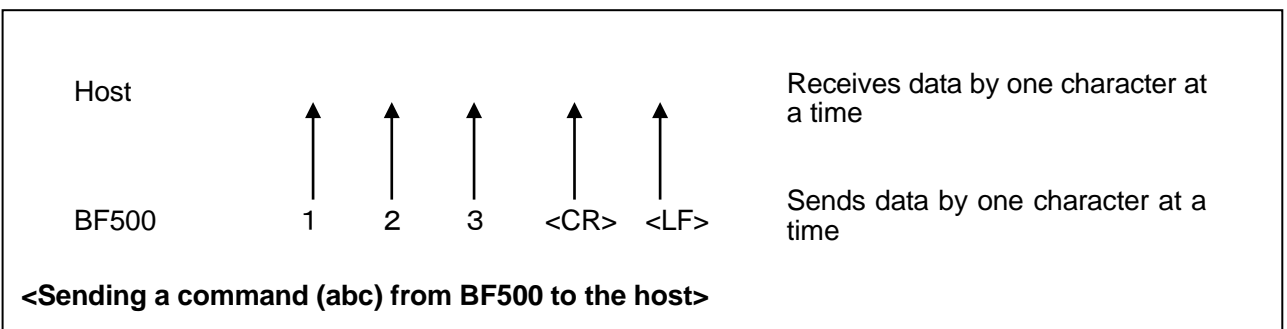 Host
Receives data by one character at
a time
BF500 1 2 3 <CR> <LF>
Sends data by one character at a
time
<Sending a command (abc) from BF500 to the host>